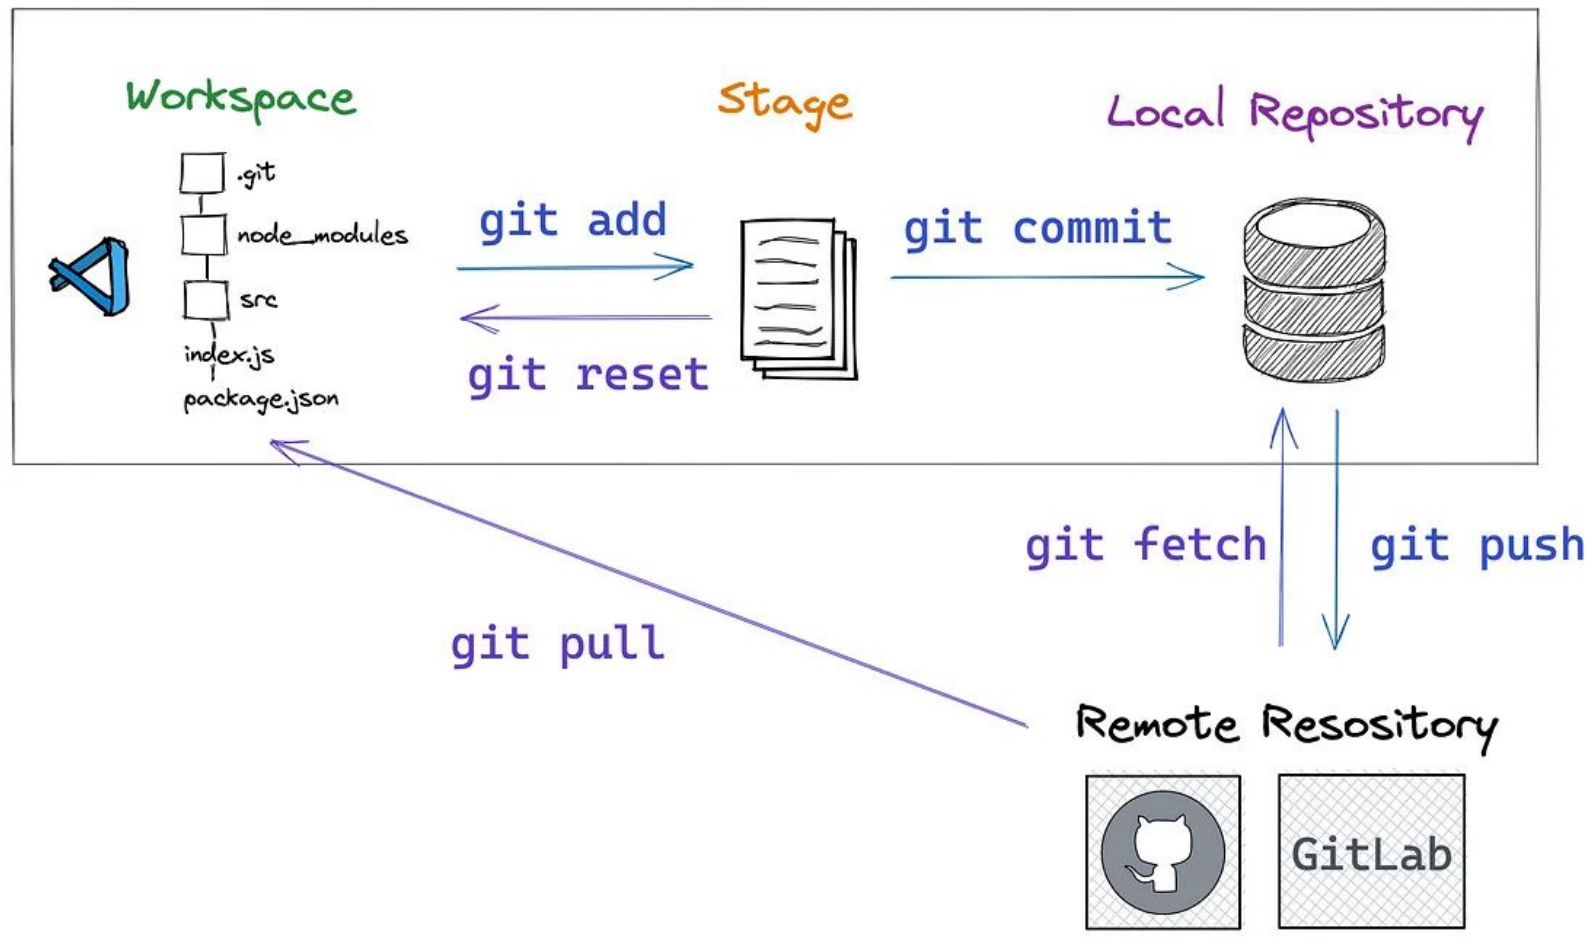 Workspace
Stage
Local Repository
.git
node_modules
src
index.js
package.json
git add
git commit
git reset
git fetch
git push
git pull
Remote Resository
GitLab